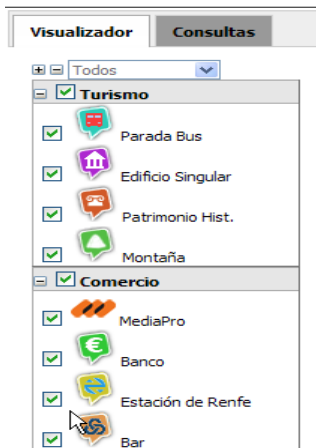 Visualizador Consultas
Todos
Turismo
Parada Bus
Edificio Singular
Patrimonio Hist.
Montaña
Comercio
MediaPro
€
Banco
Estación de Renfe
Bar